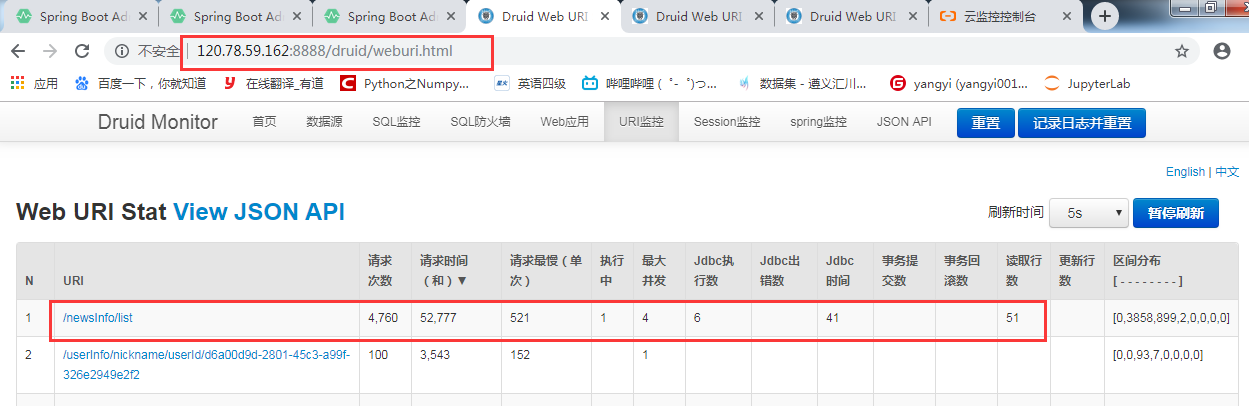 Spring Boot Ad
Spring Boot Ad
Spring Boot Ad
Druid Web URI
Druid Web URI
Druid Web URI
云监控控制台
不安全 | 120.78.59.162:8888/druid/weburi.html
应用
百度一下，你就知道
在线翻译_有道
Python之Numpy...
英语四级
哔哩哔哩 ( ゜- ゜)つ...
数据集 - 遵义汇川...
yangyi (yangyi001...
JupyterLab
Druid Monitor
首页
数据源
SQL监控
SQL防火墙
Web应用
URI监控
Session监控
spring监控
JSON API
重置
记录日志并重置
English | 中文
Web URI Stat View JSON API
刷新时间
5s
暂停刷新
N
URI
请求
次数
请求时间
（和）▼
请求最慢（单
次）
执行
中
最大
并发
Jdbc执
行数
Jdbc出
错数
Jdbc
时间
事务提
交数
事务回
滚数
读取行
数
更新行
数
区间分布
[ - - - - - - - - ]
1
/newsInfo/list
4,760
52,777
521
1
4
6
41
51
[0,3858,899,2,0,0,0,0]
2
/userInfo/nickname/userId/d6a00d9d-2801-45c3-a99f-
326e2949e2f2
100
3,543
152
1
[0,0,93,7,0,0,0,0]